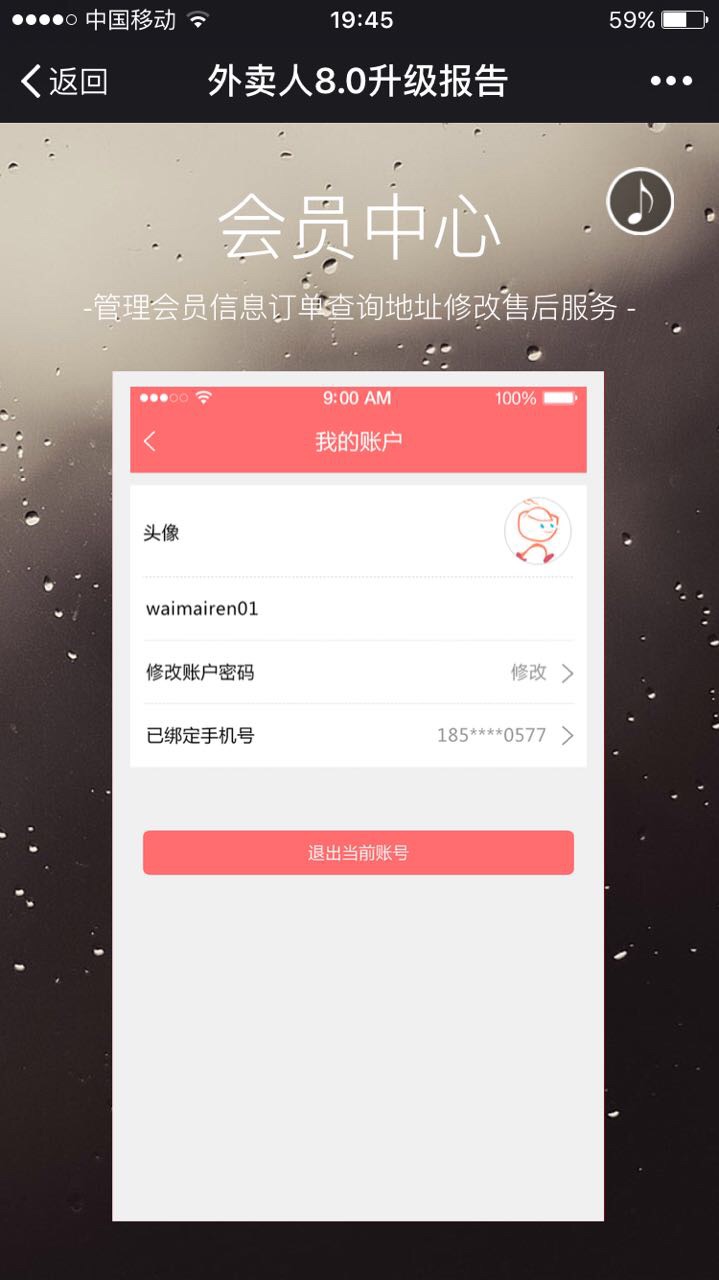 中国移动 19:45 59%
返回 外卖人8.0升级报告
会员中心
-管理会员信息订单查询地址修改售后服务 -
9:00 AM 100%
我的账户
头像
waimairen01
修改账户密码 修改
已绑定手机号 185****0577
退出当前账号